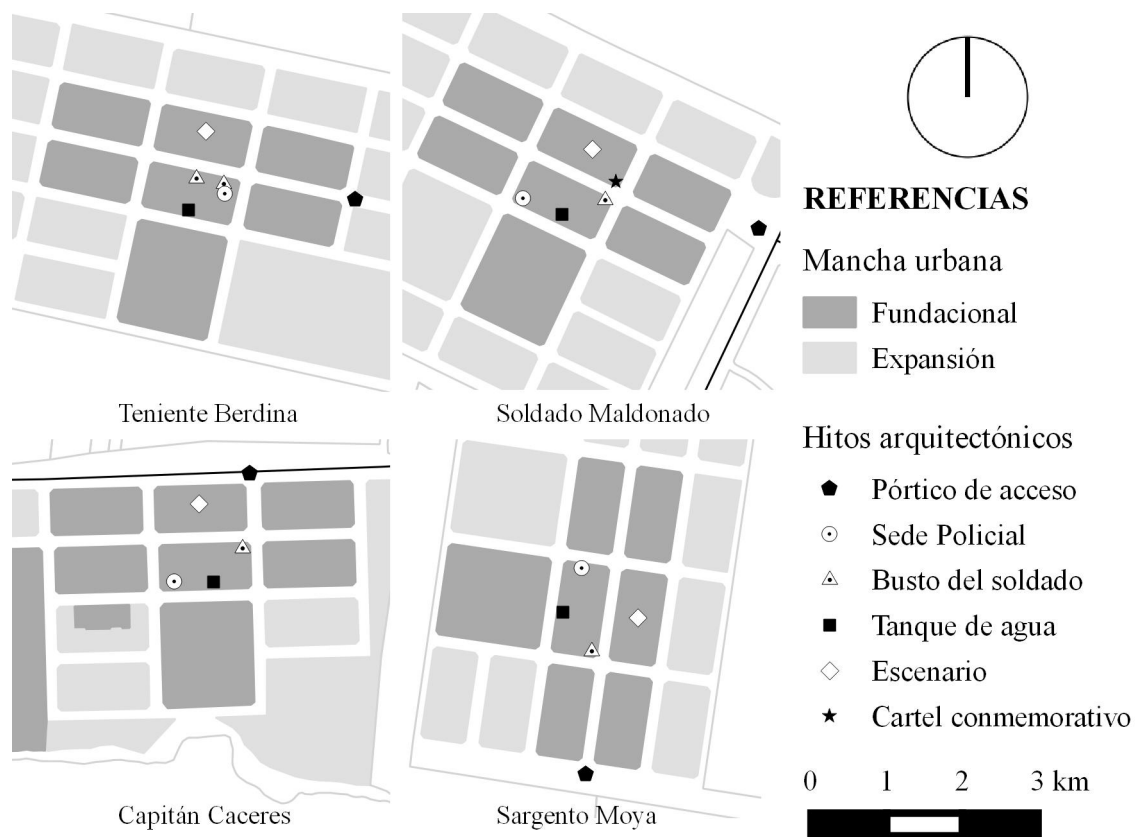 Teniente Berdina
Soldado Maldonado
Capitán Caceres
Sargento Moya
REFERENCIAS
Mancha urbana
Fundacional
Expansión
Hitos arquitectónicos
Pórtico de acceso
Sede Policial
Busto del soldado
Tanque de agua
Escenario
Cartel conmemorativo
0 1 2 3 km